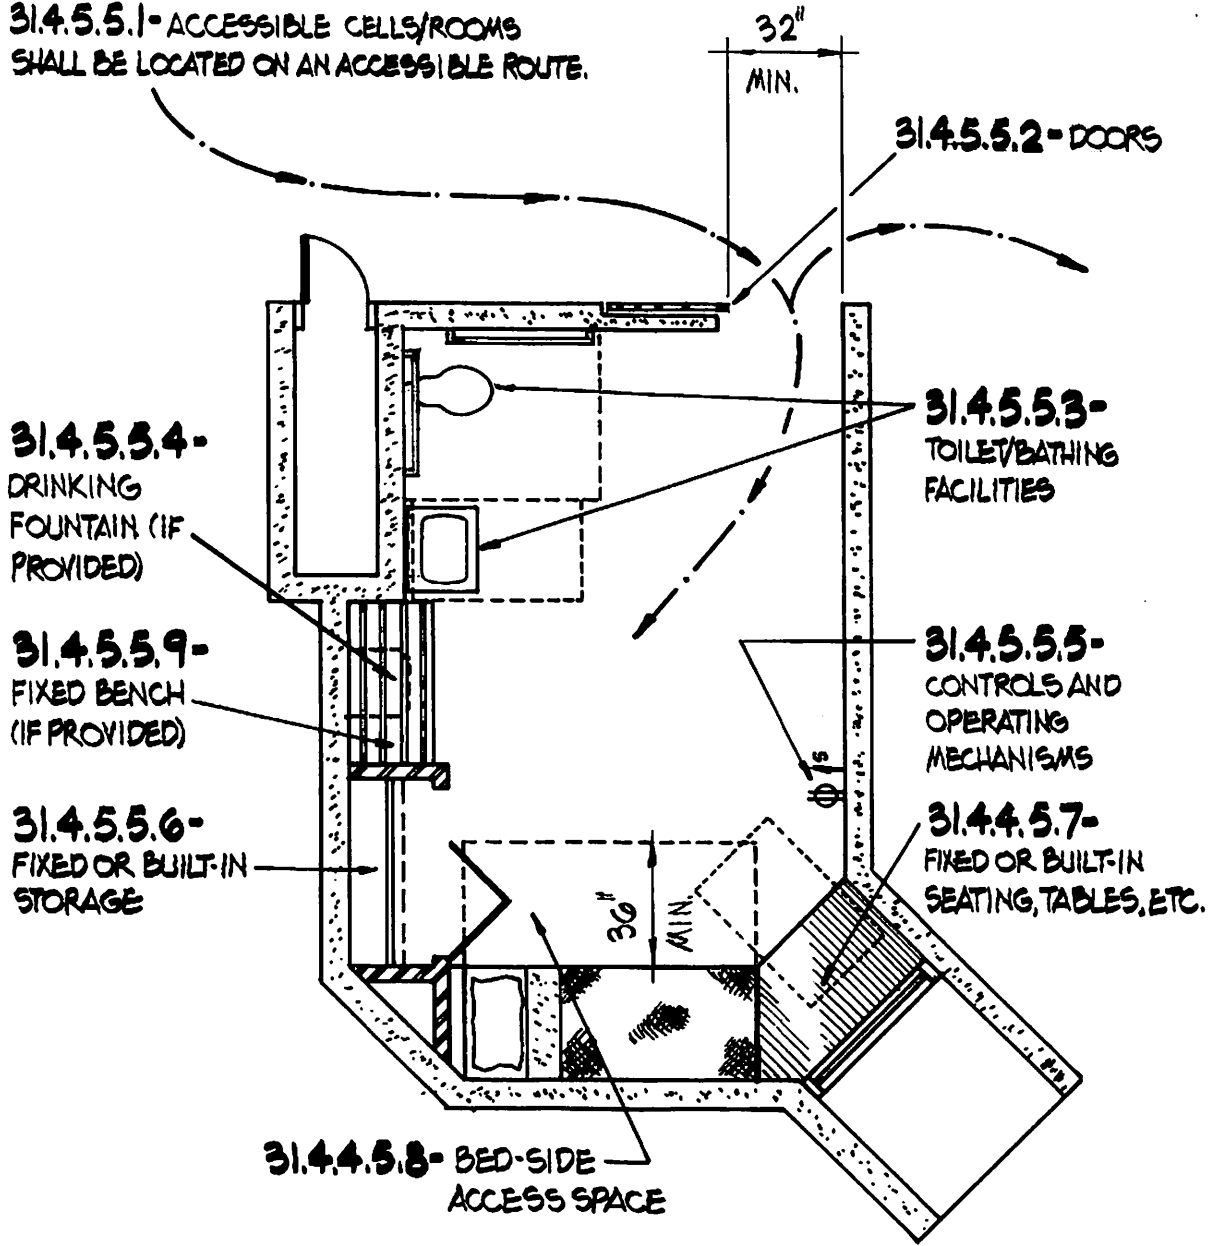 31.4.5.5.1- ACCESSIBLE CELLS/ROOMS
SHALL BE LOCATED ON AN ACCESSIBLE ROUTE.
32"
MIN.
31.4.5.5.2- DOORS
31.4.5.5.3-
TOILET/BATHING
FACILITIES
31.4.5.5.4-
DRINKING
FOUNTAIN (IF
PROVIDED)
31.4.5.5.9-
FIXED BENCH
(IF PROVIDED)
31.4.5.5.5-
CONTROLS AND
OPERATING
MECHANISMS
S
31.4.5.5.6-
FIXED OR BUILT-IN
STORAGE
31.4.4.5.7-
FIXED OR BUILT-IN
SEATING, TABLES, ETC.
36"
MIN.
31.4.4.5.8- BED-SIDE
ACCESS SPACE